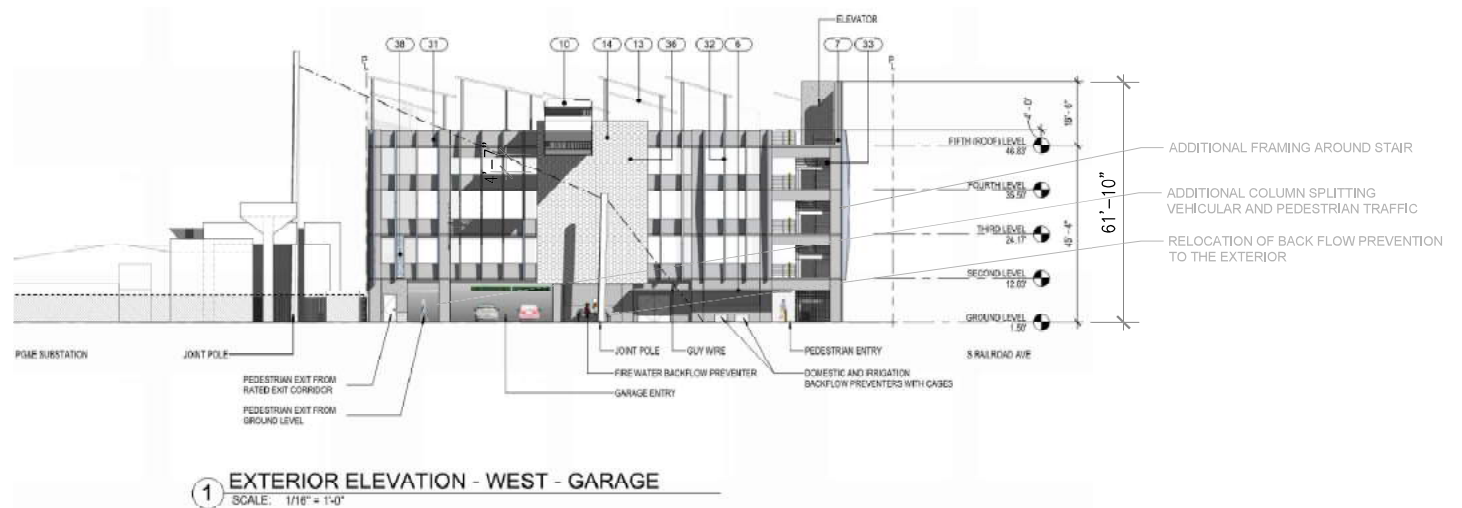 ELEVATOR
38 31 10 14 13 36 32 6 7 33
P
L
P
L
4' - 0"
FIFTH (ROOF) LEVEL
46.83'
ADDITIONAL FRAMING AROUND STAIR
4'-7"
FOURTH LEVEL
35.50'
ADDITIONAL COLUMN SPLITTING
VEHICULAR AND PEDESTRIAN TRAFFIC
61'-10"
THIRD LEVEL
24.17'
45' - 4"
RELOCATION OF BACK FLOW PREVENTION
TO THE EXTERIOR
SECOND LEVEL
12.83'
GROUND LEVEL
1.50'
PG&E SUBSTATION
JOINT POLE
JOINT POLE
GUY WIRE
PEDESTRIAN ENTRY
S RAILROAD AVE
PEDESTRIAN EXIT FROM
RATED EXIT CORRIDOR
FIRE WATER BACKFLOW PREVENTER
DOMESTIC AND IRRIGATION
BACKFLOW PREVENTERS WITH CAGES
GARAGE ENTRY
PEDESTRIAN EXIT FROM
GROUND LEVEL
1 EXTERIOR ELEVATION - WEST - GARAGE
SCALE: 1/16" = 1'-0"